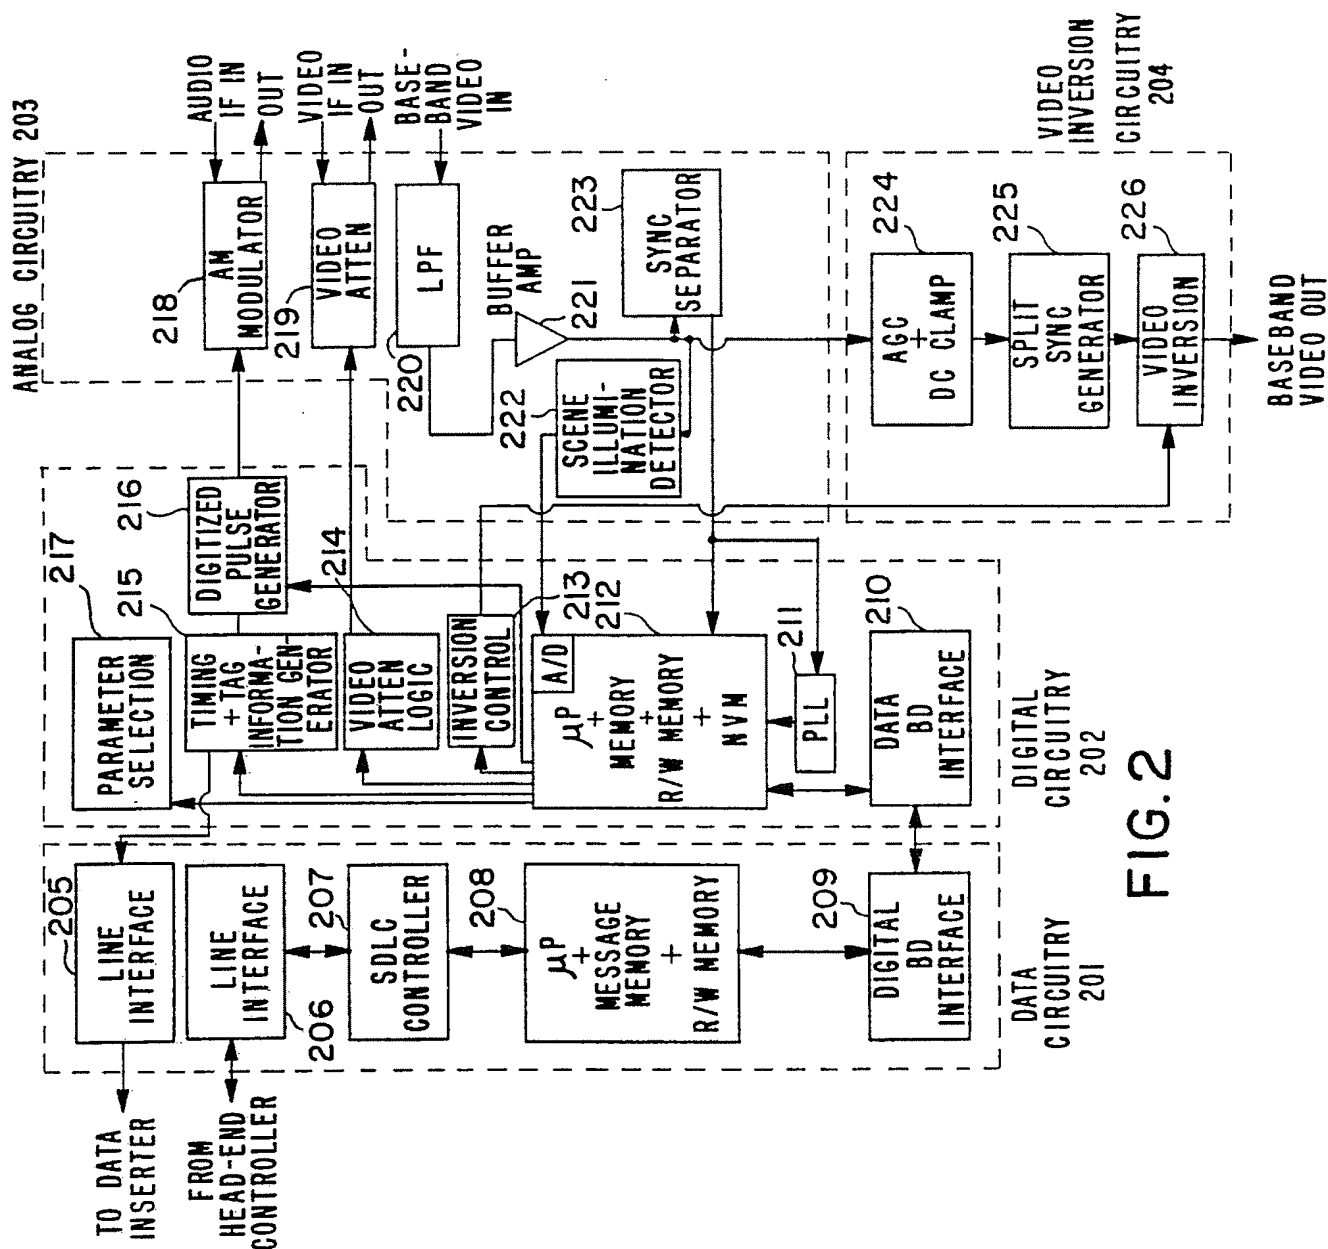 ANALOG CIRCUITRY 203
AUDIO
IF IN
OUT
VIDEO
IF IN
OUT
BASE-
BAND
VIDEO
IN
218
AM
MODULATOR
219
VIDEO
ATTEN
220
LPF
BUFFER
AMP
221
222
SCENE
ILLUMI-
NATION
DETECTOR
223
SYNC
SEPARATOR
VIDEO
INVERSION
CIRCUITRY
204
224
AGC
+
DC CLAMP
225
SPLIT
SYNC
GENERATOR
226
VIDEO
INVERSION
BASEBAND
VIDEO OUT
217
PARAMETER
SELECTION
215
TIMING
+ TAG
INFORMA-
TION GEN-
ERATOR
216
DIGITIZED
PULSE
GENERATOR
214
VIDEO
ATTEN
LOGIC
213
INVERSION
CONTROL
212
A/D
μP
+
MEMORY
+
R/W MEMORY
+
NVM
211
PLL
210
DATA
BD
INTERFACE
DIGITAL
CIRCUITRY
202
205
LINE
INTERFACE
206
LINE
INTERFACE
207
SDLC
CONTROLLER
208
μP
+
MESSAGE
MEMORY
+
R/W MEMORY
209
DIGITAL
BD
INTERFACE
DATA
CIRCUITRY
201
TO DATA
INSERTER
FROM
HEAD-END
CONTROLLER
FIG. 2